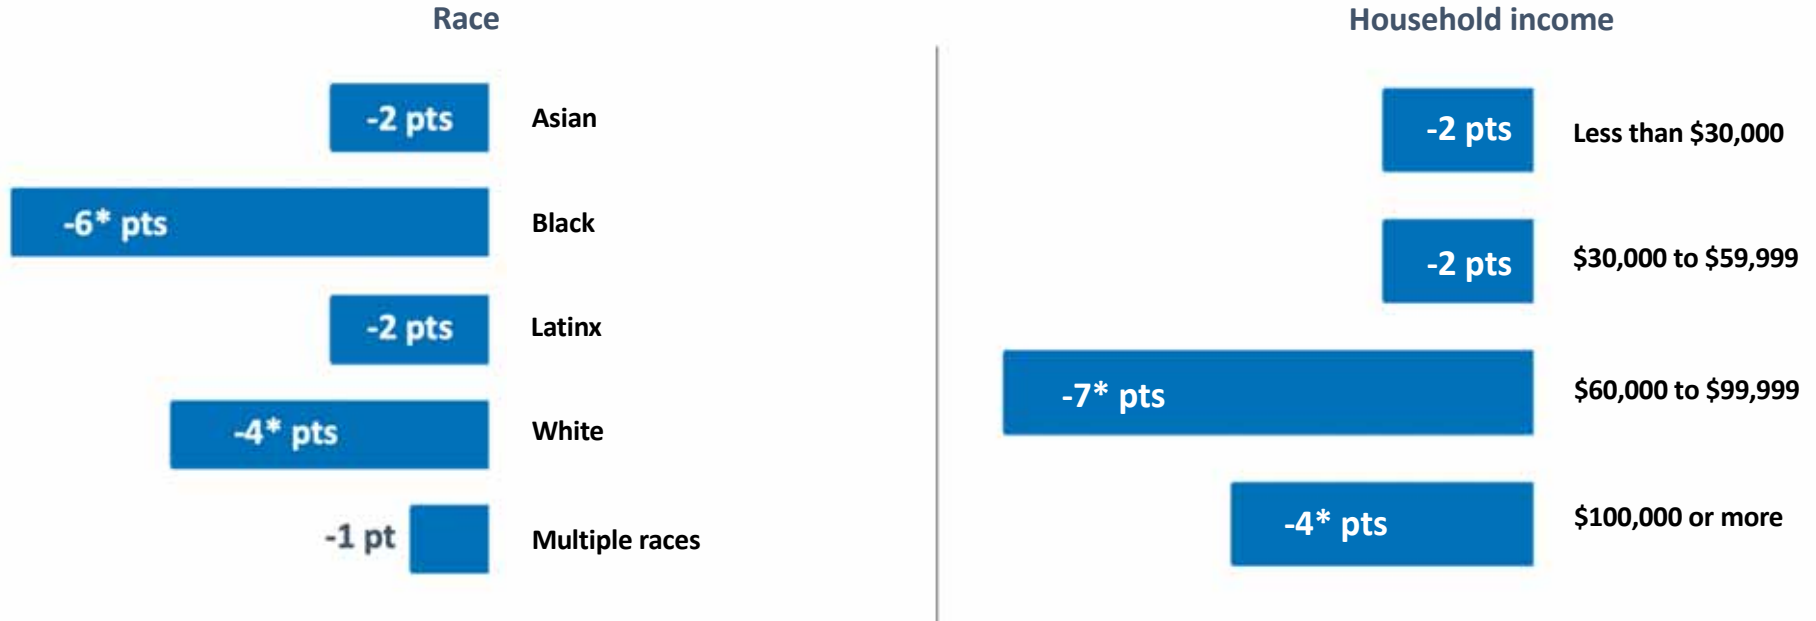 Race
-2 pts Asian
-6* pts Black
-2 pts Latinx
-4* pts White
-1 pt Multiple races
Household income
-2 pts Less than $30,000
-2 pts $30,000 to $59,999
-7* pts $60,000 to $99,999
-4* pts $100,000 or more